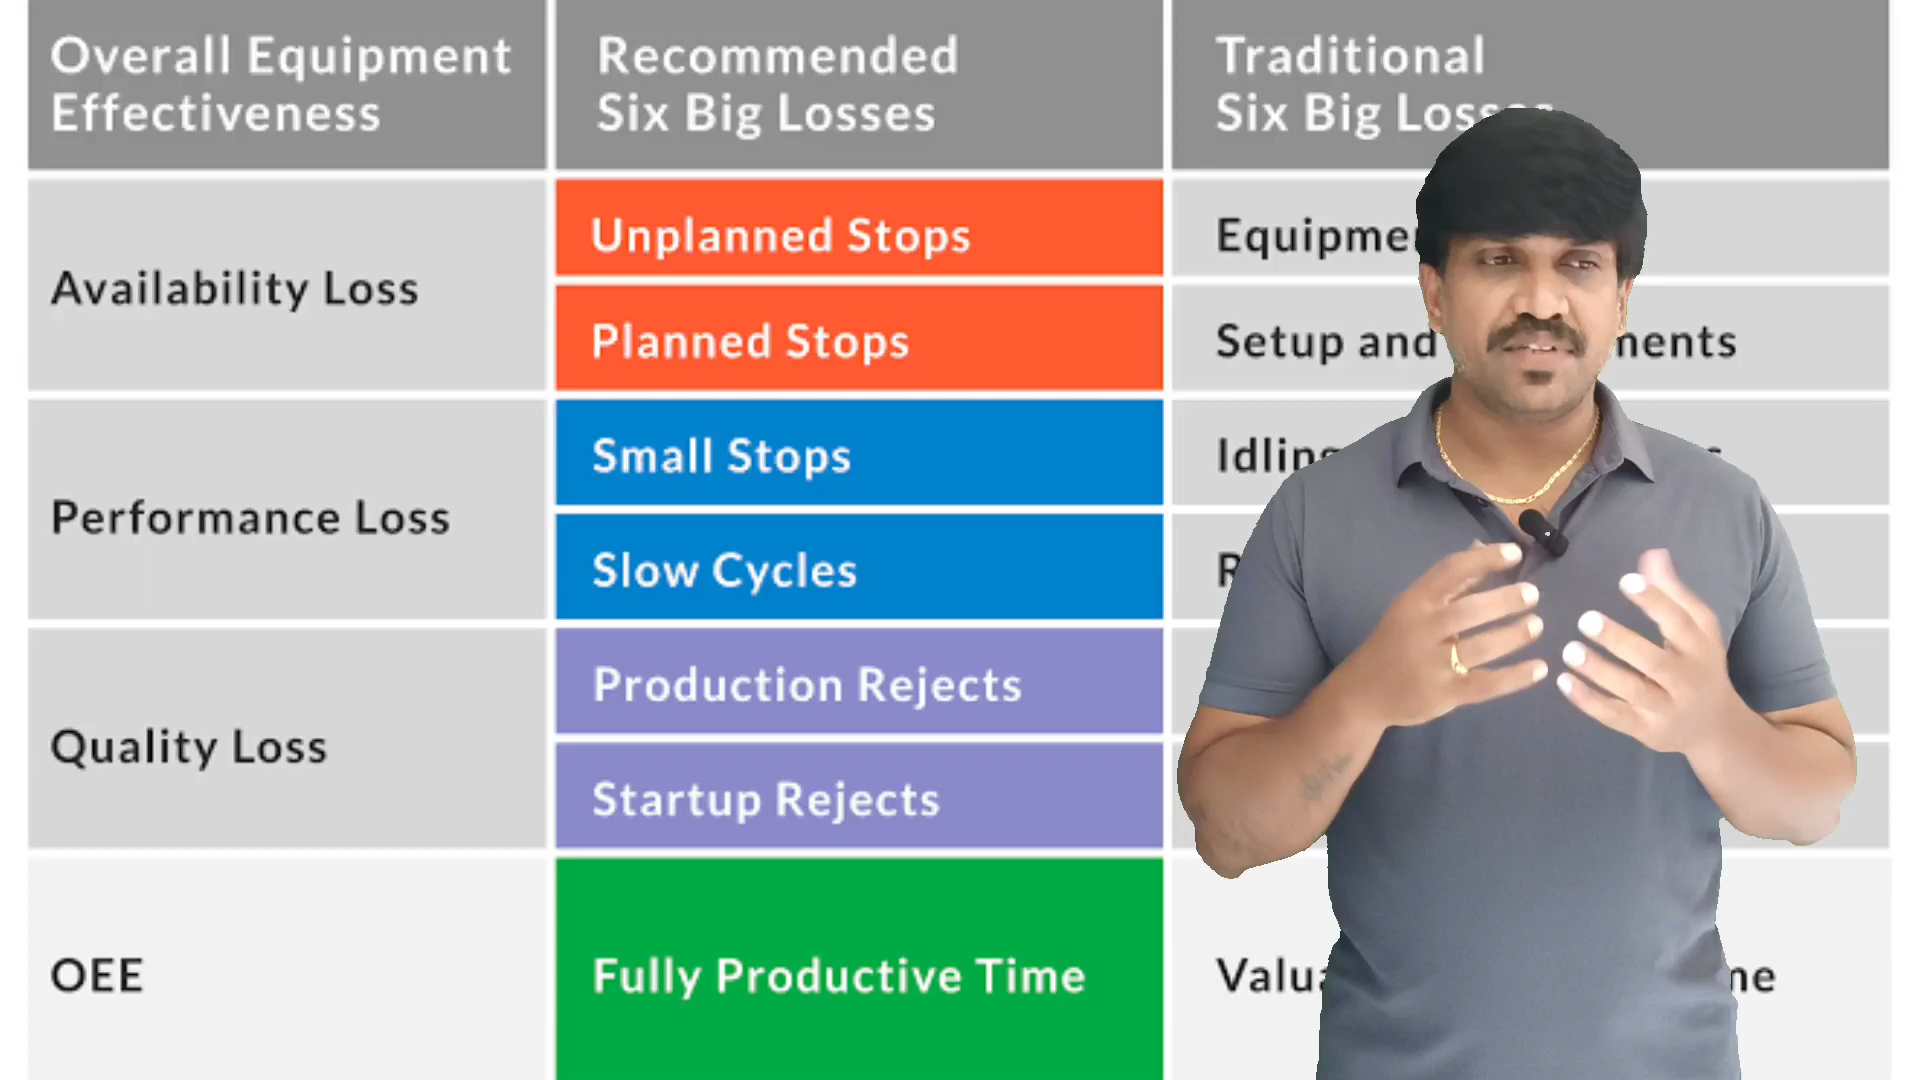 Overall Equipment
Effectiveness
Recommended
Six Big Losses
Traditional
Six Big
Availability Loss
Unplanned Stops
Planned Stops
Setup and
Performance Loss
Small Stops
Slow Cycles
Quality Loss
Production Rejects
Startup Rejects
OEE
Fully Productive Time